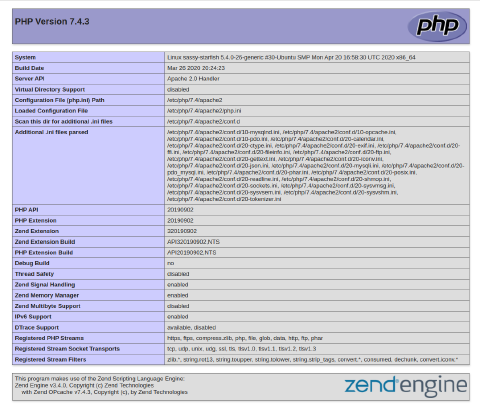 PHP Version 7.4.3
php
System Linux sassy-starfish 5.4.0-26-generic #30-Ubuntu SMP Mon Apr 20 16:58:30 UTC 2020 x86_64
Build Date Mar 26 2020 20:24:23
Server API Apache 2.0 Handler
Virtual Directory Support disabled
Configuration File (php.ini) Path /etc/php/7.4/apache2
Loaded Configuration File /etc/php/7.4/apache2/php.ini
Scan this dir for additional .ini files /etc/php/7.4/apache2/conf.d
Additional .ini files parsed /etc/php/7.4/apache2/conf.d/10-mysqlnd.ini, /etc/php/7.4/apache2/conf.d/10-opcache.ini,
/etc/php/7.4/apache2/conf.d/10-pdo.ini, /etc/php/7.4/apache2/conf.d/20-calendar.ini,
/etc/php/7.4/apache2/conf.d/20-ctype.ini, /etc/php/7.4/apache2/conf.d/20-exif.ini, /etc/php/7.4/apache2/conf.d/20-
ffi.ini, /etc/php/7.4/apache2/conf.d/20-fileinfo.ini, /etc/php/7.4/apache2/conf.d/20-ftp.ini,
/etc/php/7.4/apache2/conf.d/20-gettext.ini, /etc/php/7.4/apache2/conf.d/20-iconv.ini,
/etc/php/7.4/apache2/conf.d/20-json.ini, /etc/php/7.4/apache2/conf.d/20-mysqli.ini, /etc/php/7.4/apache2/conf.d/20-
pdo_mysql.ini, /etc/php/7.4/apache2/conf.d/20-phar.ini, /etc/php/7.4/apache2/conf.d/20-posix.ini,
/etc/php/7.4/apache2/conf.d/20-readline.ini, /etc/php/7.4/apache2/conf.d/20-shmop.ini,
/etc/php/7.4/apache2/conf.d/20-sockets.ini, /etc/php/7.4/apache2/conf.d/20-sysvmsg.ini,
/etc/php/7.4/apache2/conf.d/20-sysvsem.ini, /etc/php/7.4/apache2/conf.d/20-sysvshm.ini,
/etc/php/7.4/apache2/conf.d/20-tokenizer.ini
PHP API 20190902
PHP Extension 20190902
Zend Extension 320190902
Zend Extension Build API320190902,NTS
PHP Extension Build API20190902,NTS
Debug Build no
Thread Safety disabled
Zend Signal Handling enabled
Zend Memory Manager enabled
Zend Multibyte Support disabled
IPv6 Support enabled
DTrace Support available, disabled
Registered PHP Streams https, ftps, compress.zlib, php, file, glob, data, http, ftp, phar
Registered Stream Socket Transports tcp, udp, unix, udg, ssl, tls, tlsv1.0, tlsv1.1, tlsv1.2, tlsv1.3
Registered Stream Filters zlib.*, string.rot13, string.toupper, string.tolower, string.strip_tags, convert.*, consumed, dechunk, convert.iconv.*
This program makes use of the Zend Scripting Language Engine:
Zend Engine v3.4.0, Copyright (c) Zend Technologies
with Zend OPcache v7.4.3, Copyright (c), by Zend Technologies
zend engine